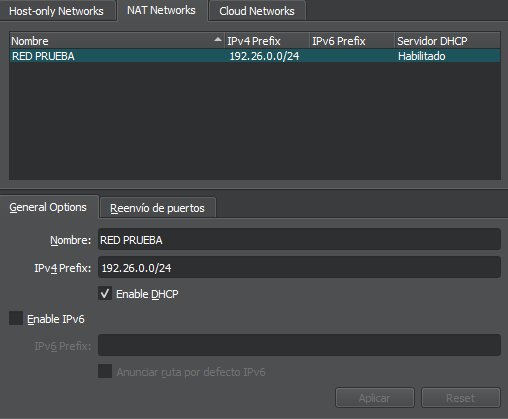 Host-only Networks NAT Networks Cloud Networks
Nombre IPv4 Prefix IPv6 Prefix Servidor DHCP
RED PRUEBA 192.26.0.0/24 Habilitado
General Options Reenvío de puertos
Nombre: RED PRUEBA
IPv4 Prefix: 192.26.0.0/24
Enable DHCP
Enable IPv6
IPv6 Prefix:
Anunciar ruta por defecto IPv6
Aplicar Reset